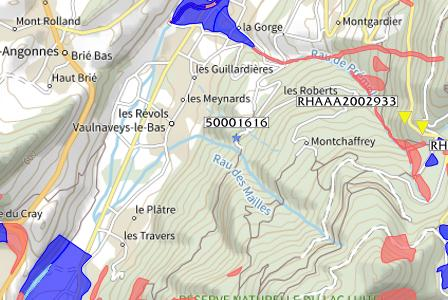 Mont Rolland
la Gorge
Montgardier
-Angonnes
Brié Bas
Rau de Prémol
les Guillardières
Haut Brié
les Roberts
les Meynards
RHAAA2002933
les Révols
50001616
Vaulnaveys-le-Bas
RH
Montchaffrey
Rau des Mailles
le Plâtre
e du Cray
les Travers
RÉSERVE NATURELLE DU LAC LUITEL